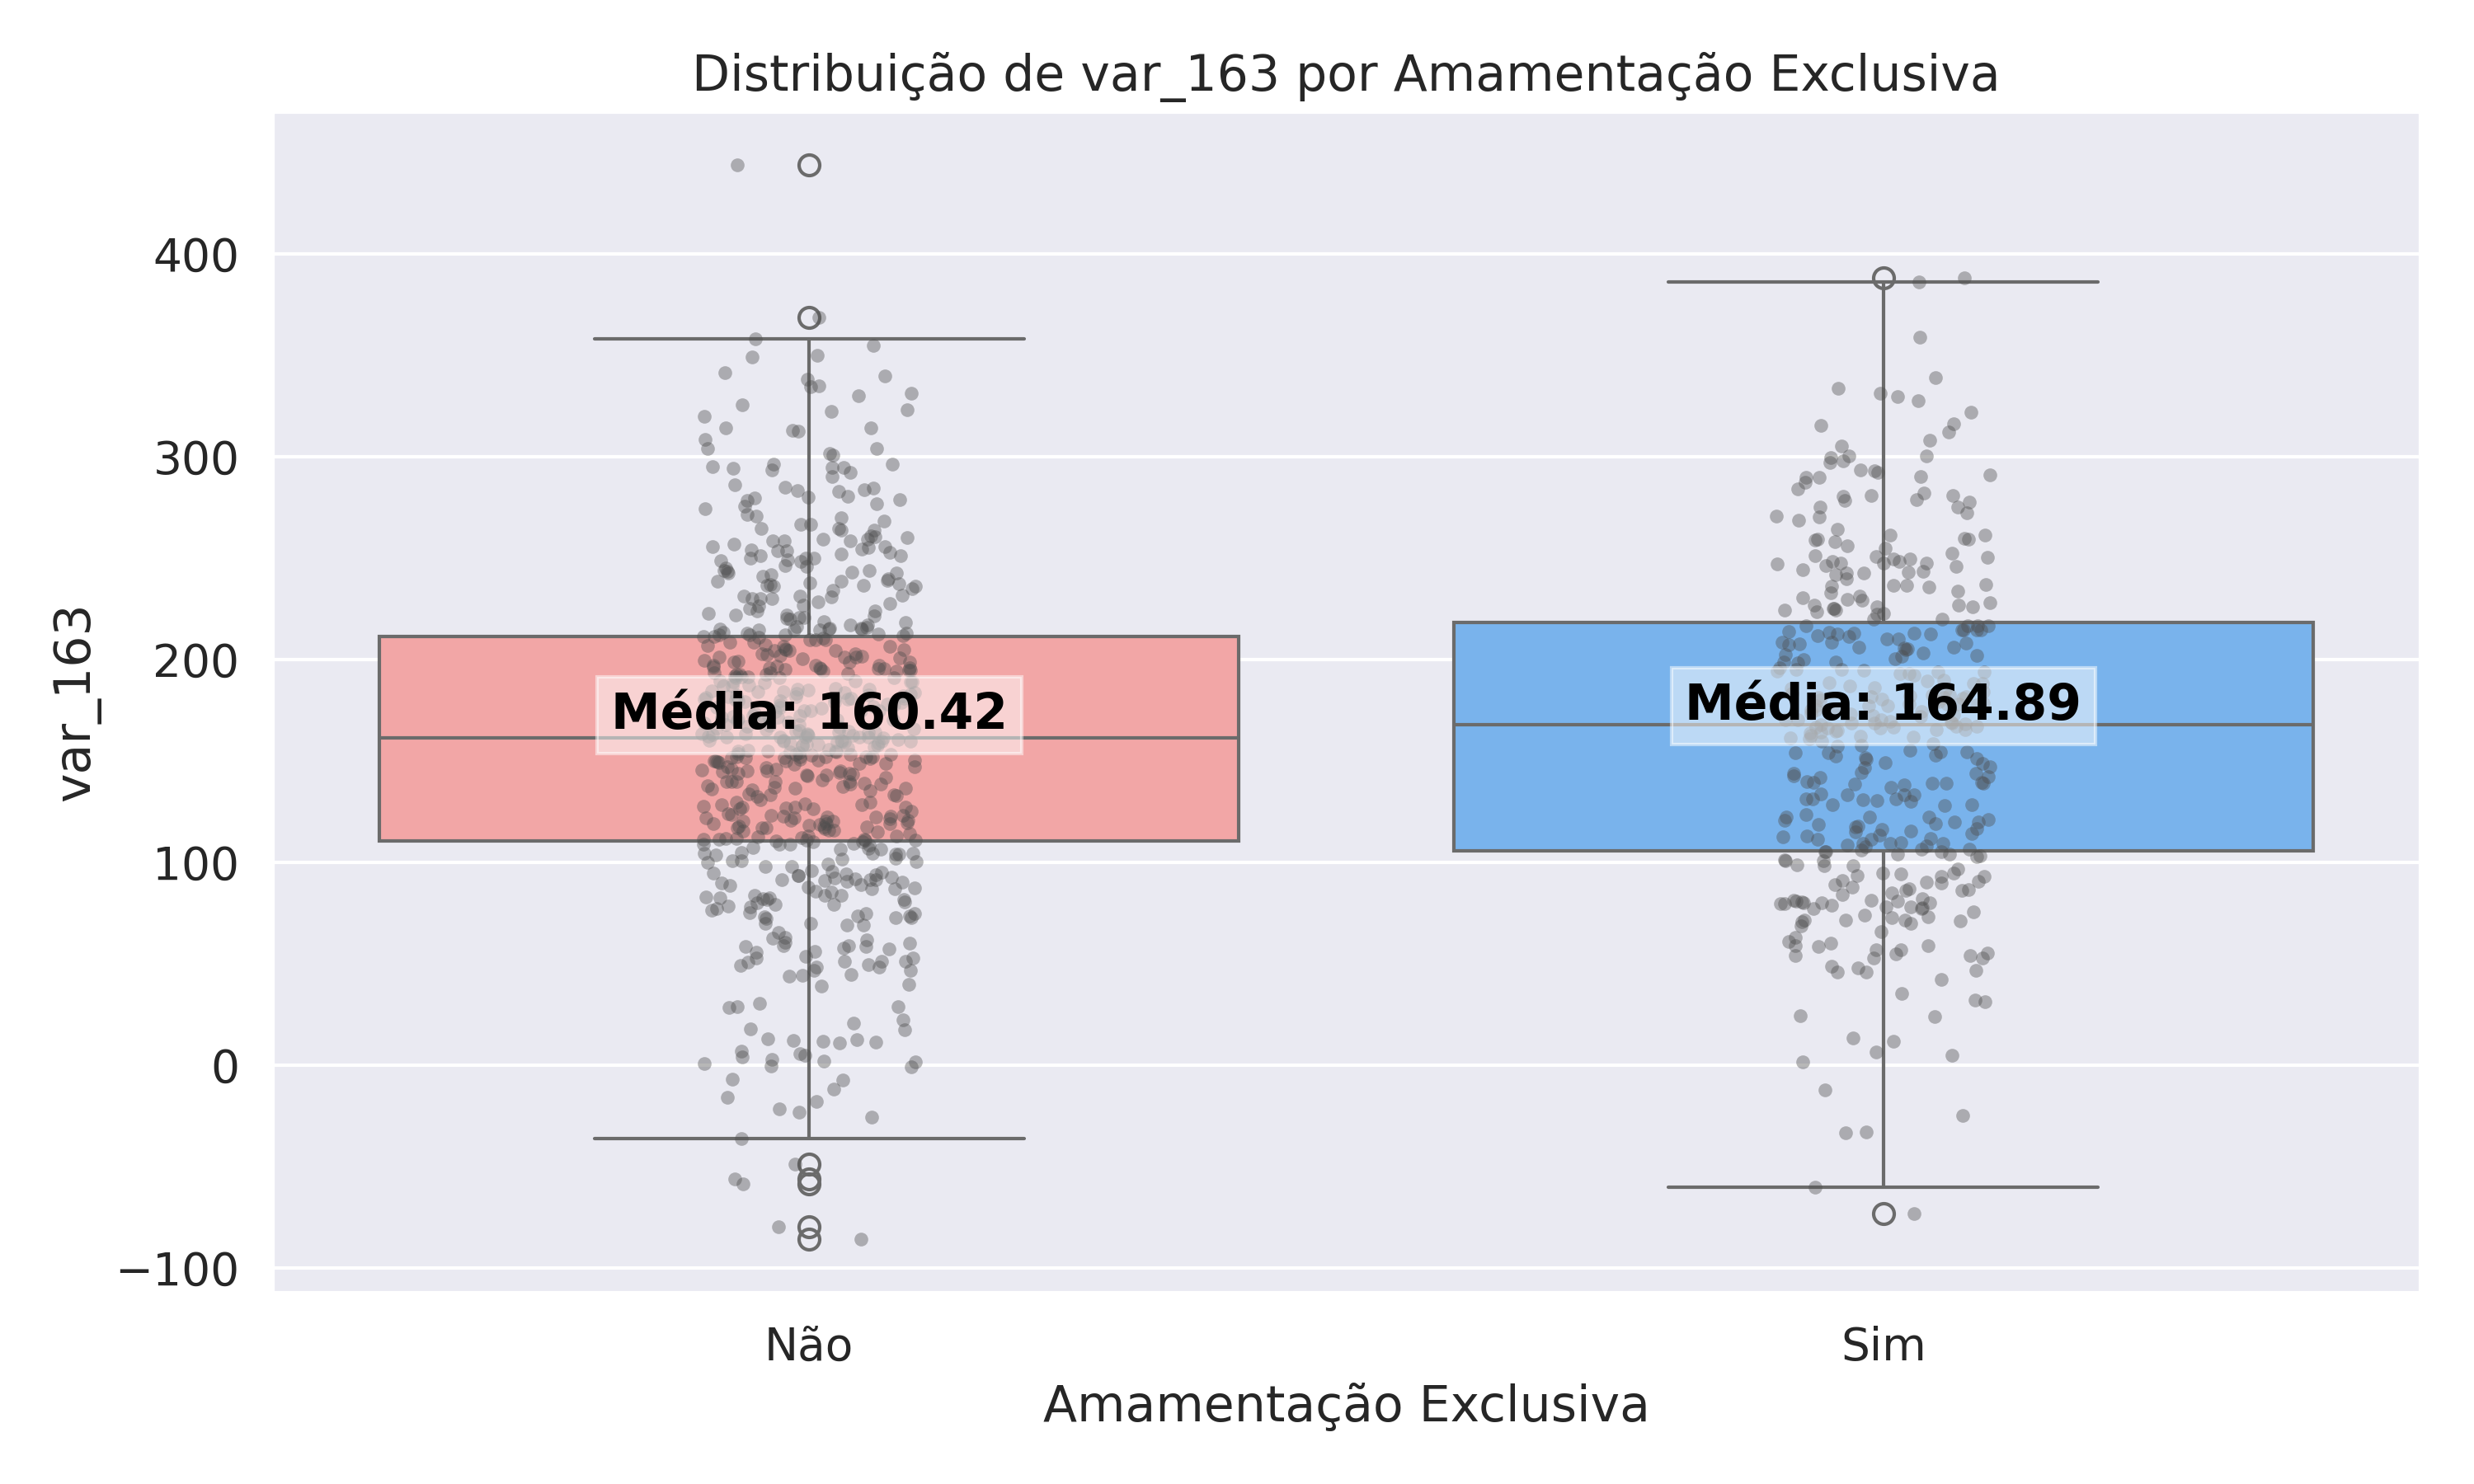 Distribuição de var_163 por Amamentação Exclusiva
var_163
400
300
200
100
0
−100
Média: 160.42
Média: 164.89
Não
Sim
Amamentação Exclusiva